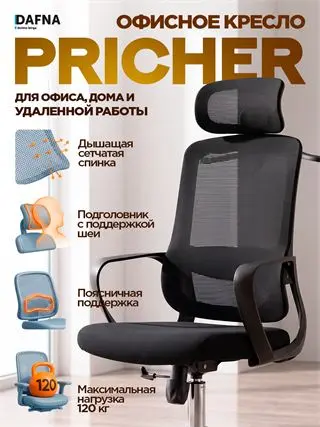 DAFNA
ОФИСНОЕ КРЕСЛО
PRICHER
ДЛЯ ОФИСА, ДОМА И
УДАЛЕННОЙ РАБОТЫ
Дышащая
сетчатая
спинка
Подголовник
с поддержкой
шеи
Поясничная
поддержка
120
Максимальная
нагрузка
120 кг